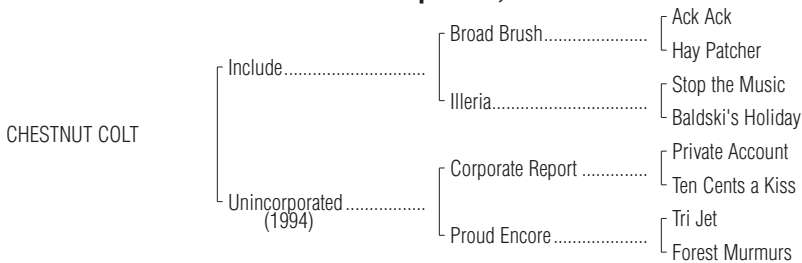 Ack Ack
Broad Brush......................
Hay Patcher
Include..............................
Stop the Music
Illeria.................................
Baldski's Holiday
CHESTNUT COLT
Private Account
Corporate Report ..............
Ten Cents a Kiss
Unincorporated.................
(1994)
Tri Jet
Proud Encore....................
Forest Murmurs